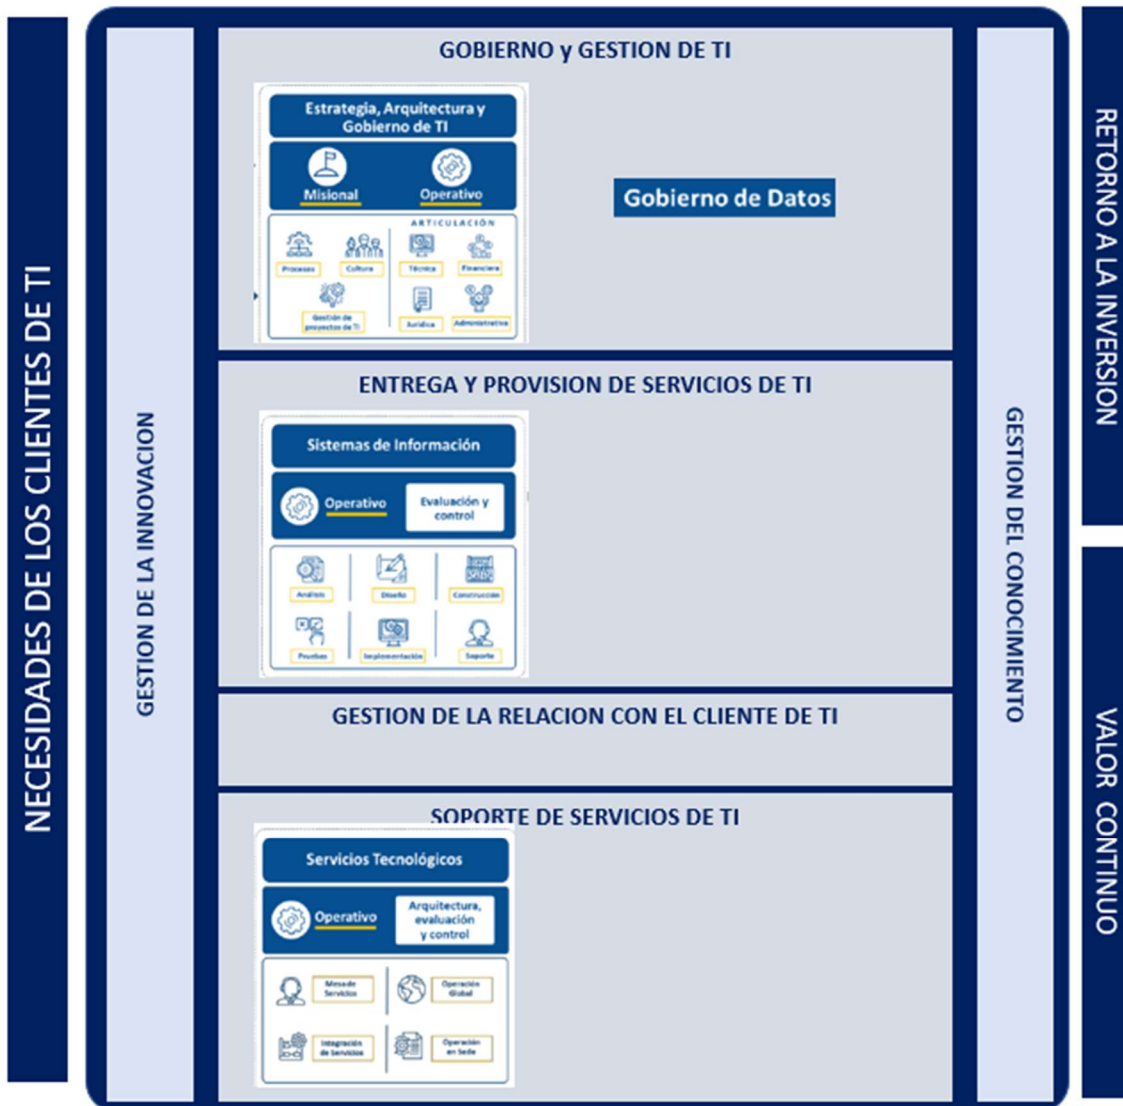 NECESIDADES DE LOS CLIENTES DE TI
GESTION DE LA INNOVACION
GOBIERNO y GESTION DE TI
Estrategia, Arquitectura y
Gobierno de TI
Misional
Operativo
ARTICULACIÓN
Procesos
Cultura
Técnica
Financiera
Gestión de
proyectos de TI
Jurídica
Administrativa
Gobierno de Datos
ENTREGA Y PROVISION DE SERVICIOS DE TI
Sistemas de Información
Operativo
Evaluación y
control
Análisis
Diseño
Construcción
Pruebas
Implementación
Soporte
GESTION DE LA RELACION CON EL CLIENTE DE TI
SOPORTE DE SERVICIOS DE TI
Servicios Tecnológicos
Operativo
Arquitectura,
evaluación
y control
Mesa de
Servicios
Operación
Global
Integración
de Servicios
Operación
en Sede
GESTION DEL CONOCIMIENTO
RETORNO A LA INVERSION
VALOR CONTINUO